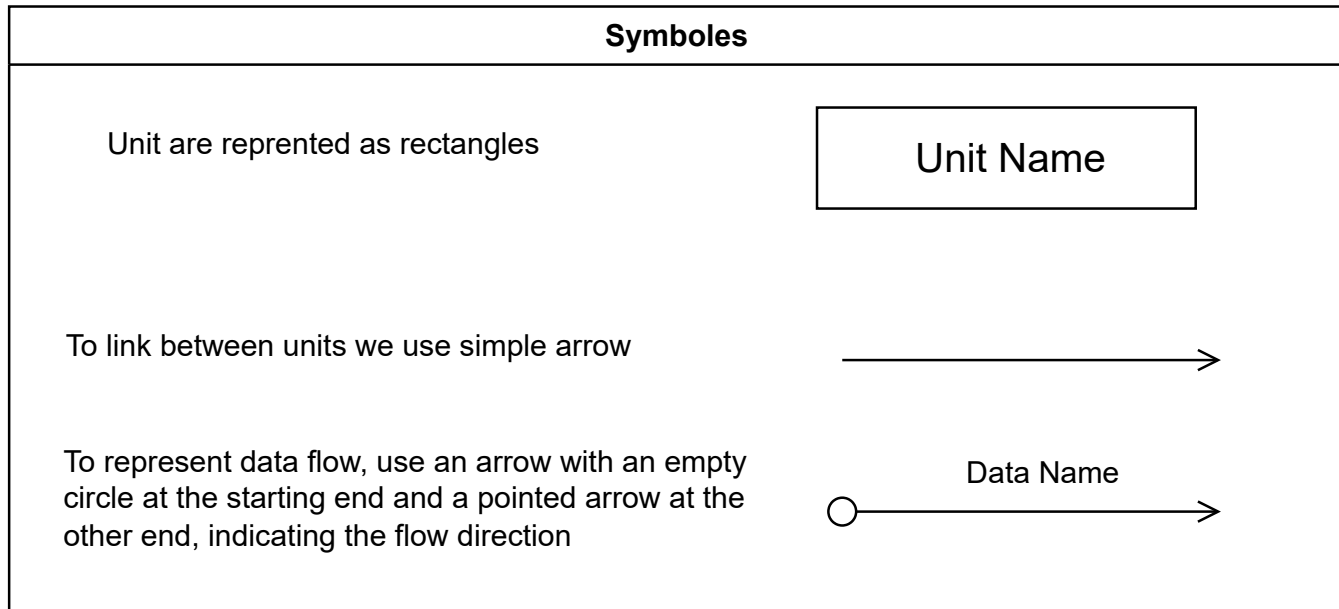 Symboles
Unit are reprented as rectangles
Unit Name
To link between units we use simple arrow
To represent data flow, use an arrow with an empty
circle at the starting end and a pointed arrow at the
other end, indicating the flow direction
Data Name